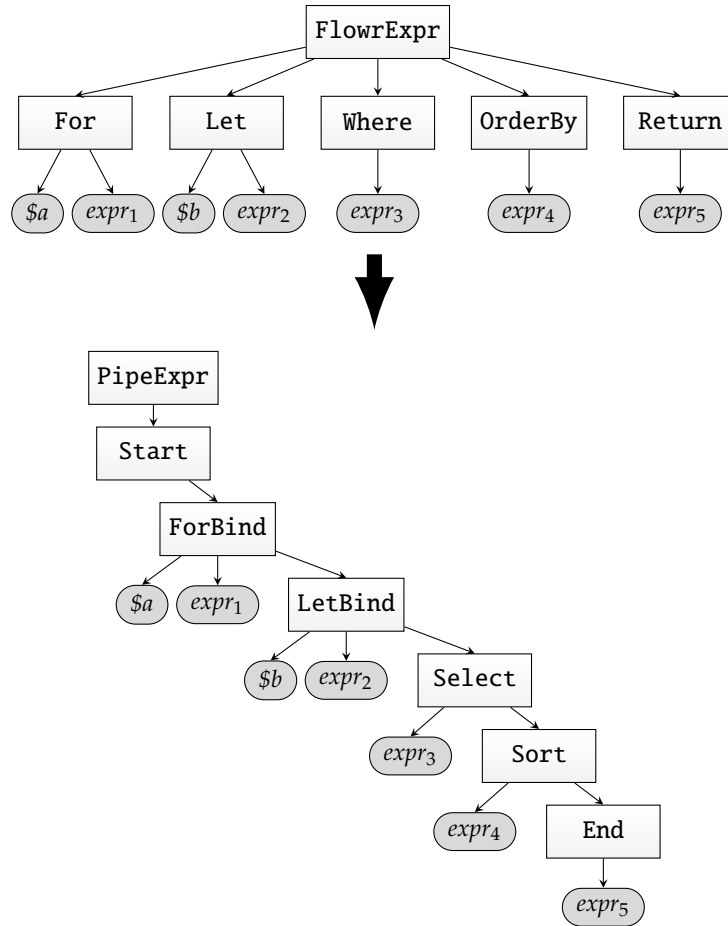 FlowrExpr
For Let Where OrderBy Return
$a expr₁ $b expr₂ expr₃ expr₄ expr₅
PipeExpr
Start
ForBind
$a expr₁
LetBind
$b expr₂
Select
expr₃
Sort
expr₄
End
expr₅